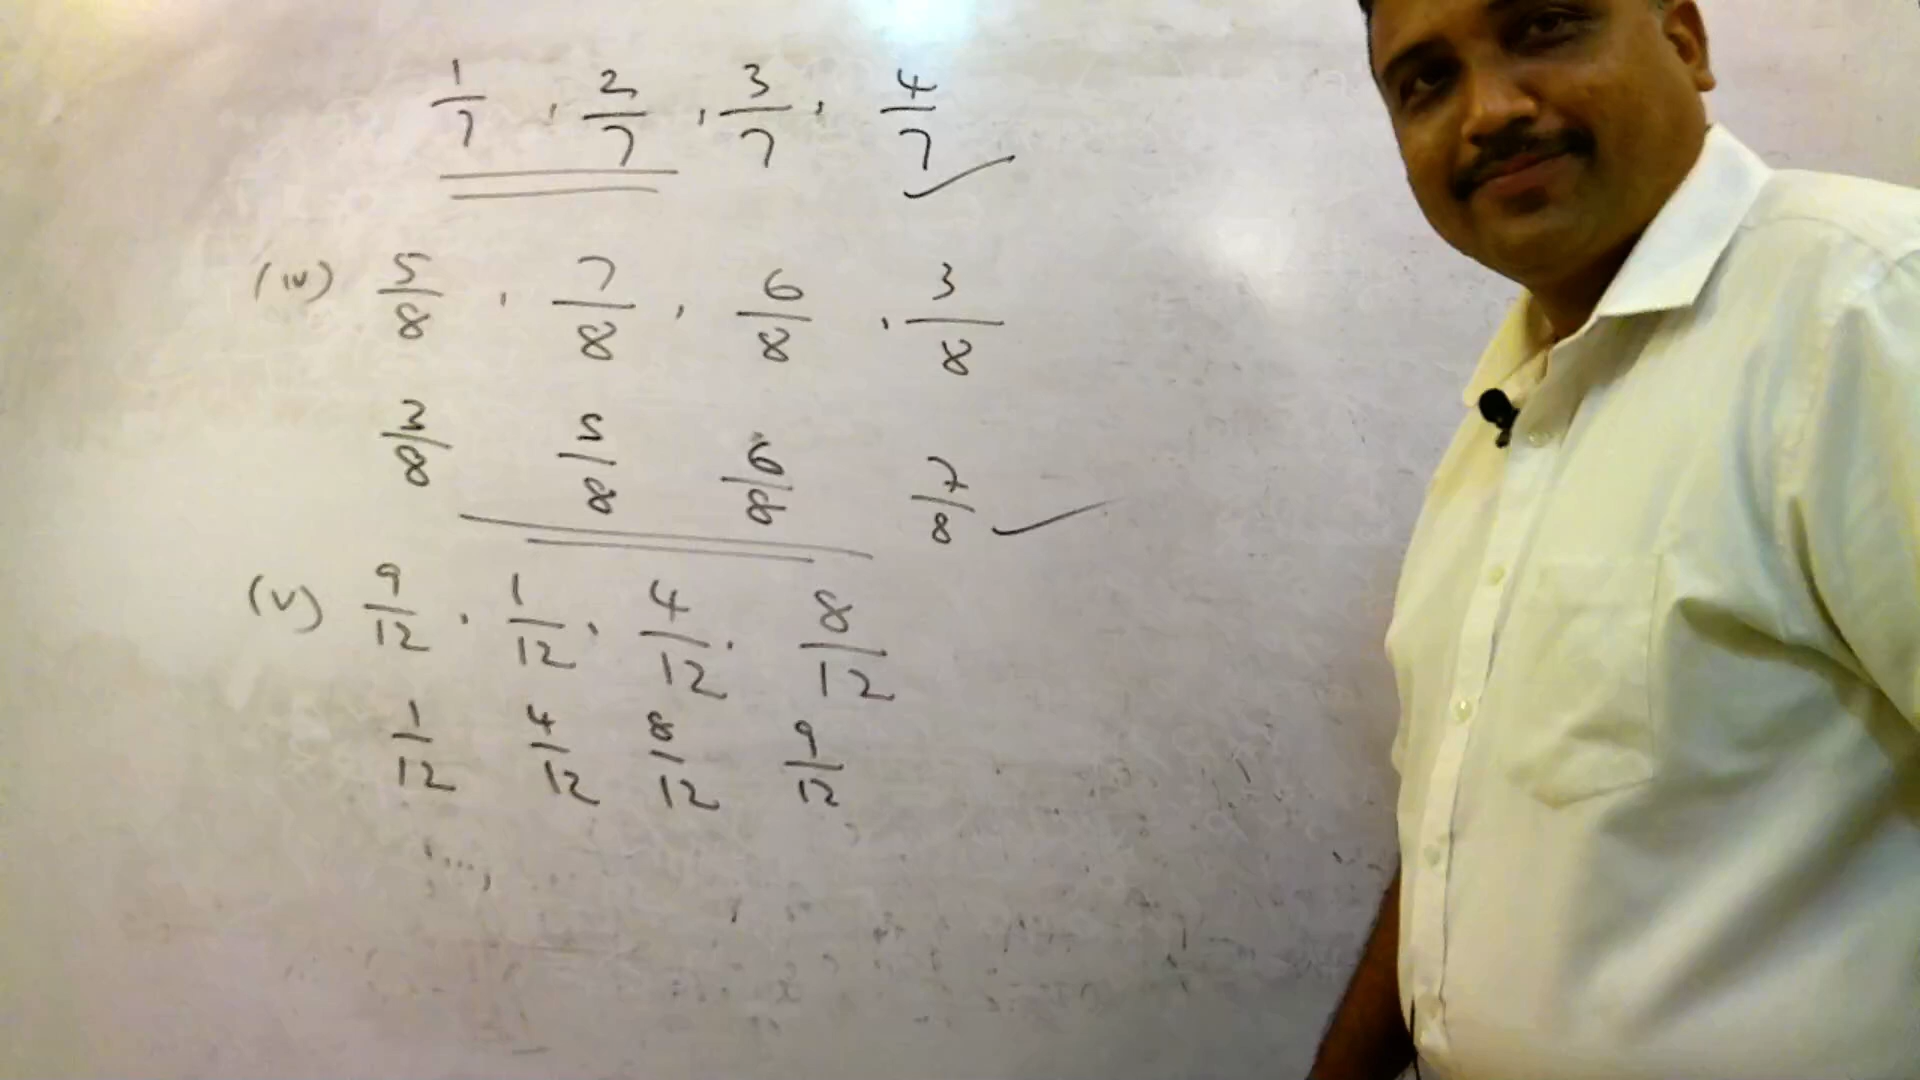 1/7 , 2/7 , 3/7 , 4/7 ✓
(iv) 5/8 , 7/8 , 6/8 , 3/8
3/8 5/8 6/8 7/8 ✓
(v) 9/12 , 1/12 , 4/12 , 8/12
1/12 4/12 8/12 9/12